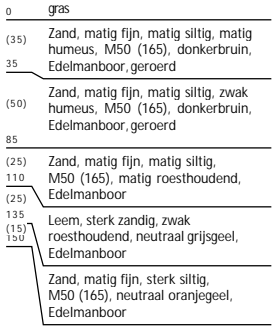 0 gras
(35) Zand, matig fijn, matig siltig, matig
humeus, M50 (165), donkerbruin,
35 Edelmanboor, geroerd
(50) Zand, matig fijn, matig siltig, zwak
humeus, M50 (165), donkerbruin,
Edelmanboor, geroerd
85
(25) Zand, matig fijn, matig siltig,
110 M50 (165), matig roesthoudend,
(25) Edelmanboor
135 Leem, sterk zandig, zwak
(15) roesthoudend, neutraal grijsgeel,
150 Edelmanboor
Zand, matig fijn, sterk siltig,
M50 (165), neutraal oranjegeel,
Edelmanboor